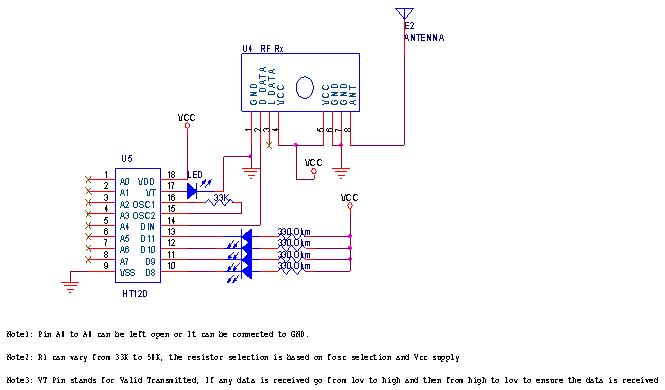 E2
ANTENNA
U4 RF Rx
GND
D_DATA
L_DATA
VCC
VCC
GND
GND
ANT
1
2
3
4
5
6
7
8
VCC
VCC
VCC
U5
LED
33K
1 A0 VDD 18
2 A1 VT 17
3 A2 OSC1 16
4 A3 OSC2 15
5 A4 DIN 14
6 A5 D11 13
7 A6 D10 12
8 A7 D9 11
9 VSS D8 10
HT12D
330Ohm
330Ohm
330Ohm
330Ohm
Note1: Pin A0 to A8 can be left open or It can be connected to GND.
Note2: R1 can vary from 33K to 50K, the resistor selection is based on fosc selection and Vcc supply
Note3: VT Pin stands for Valid Transmitted, If any data is received go from low to high and then from high to low to ensure the data is received